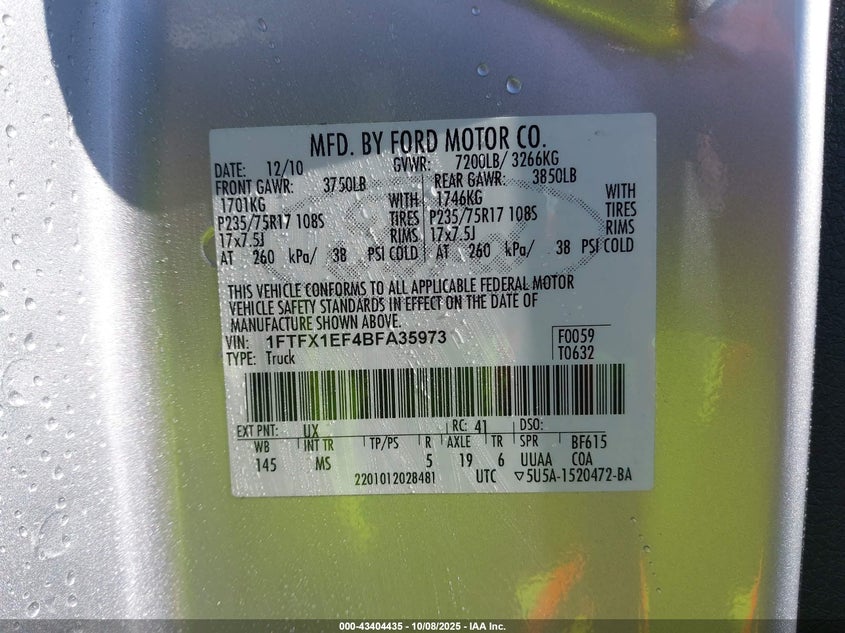 MFD. BY FORD MOTOR CO.
DATE: 12/10 GVWR: 7200LB/ 3266KG
FRONT GAWR: 3750LB REAR GAWR: 3850LB
1701KG WITH 1746KG WITH
P235/75R17 108S TIRES P235/75R17 108S TIRES
17x7.5J RIMS 17x7.5J RIMS
AT 260 kPa/ 38 PSI COLD AT 260 kPa/ 38 PSI COLD
THIS VEHICLE CONFORMS TO ALL APPLICABLE FEDERAL MOTOR
VEHICLE SAFETY STANDARDS IN EFFECT ON THE DATE OF
MANUFACTURE SHOWN ABOVE.
VIN: 1FTFX1EF4BFA35973 F0059
TYPE: Truck T0632
EXT PNT: UX RC: 41 DSO:
WB INT TR TP/PS R AXLE TR SPR BF615
145 MS 5 19 6 UUAA COA
2201012028481 UTC ▽5U5A-1520472-BA
000-43404435 - 10/08/2025 - IAA Inc.